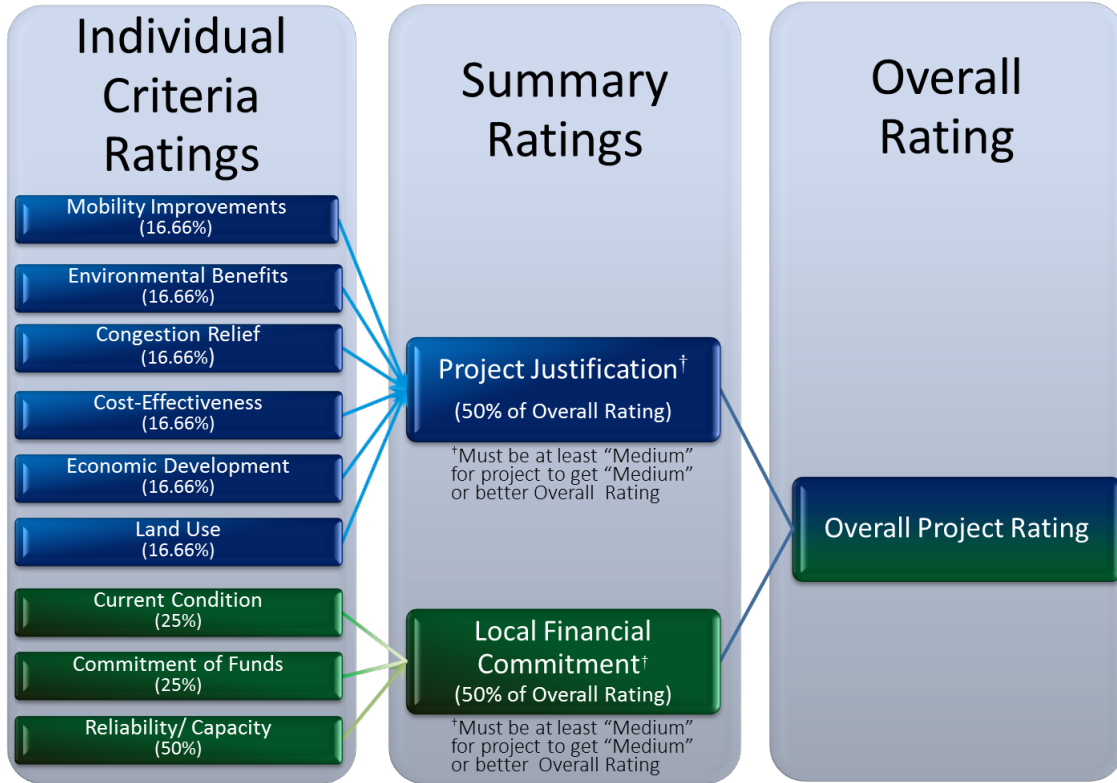 Individual
Criteria
Ratings
Mobility Improvements
(16.66%)
Environmental Benefits
(16.66%)
Congestion Relief
(16.66%)
Cost-Effectiveness
(16.66%)
Economic Development
(16.66%)
Land Use
(16.66%)
Current Condition
(25%)
Commitment of Funds
(25%)
Reliability/ Capacity
(50%)
Summary
Ratings
Project Justification†
(50% of Overall Rating)
†Must be at least “Medium”
for project to get “Medium”
or better Overall  Rating
Local Financial
Commitment†
(50% of Overall Rating)
†Must be at least “Medium”
for project to get “Medium”
or better Overall Rating
Overall
Rating
Overall Project Rating